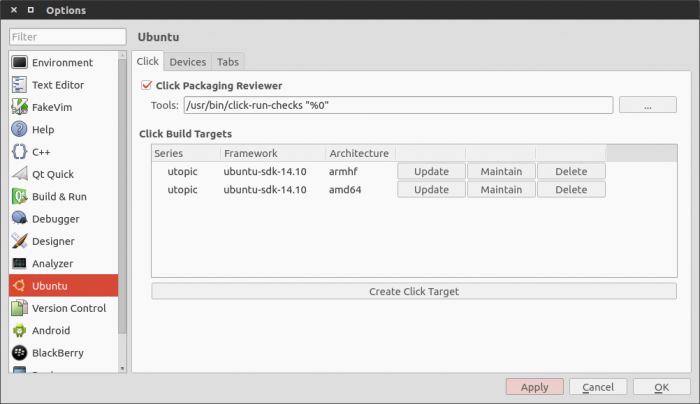 Options
Filter
Ubuntu
Environment
Text Editor
FakeVim
Help
C++
Qt Quick
Build & Run
Debugger
Designer
Analyzer
Ubuntu
Version Control
Android
BlackBerry
Click Devices Tabs
Click Packaging Reviewer
Tools: /usr/bin/click-run-checks "%0" ...
Click Build Targets
Series Framework Architecture
utopic ubuntu-sdk-14.10 armhf Update Maintain Delete
utopic ubuntu-sdk-14.10 amd64 Update Maintain Delete
Create Click Target
Apply Cancel OK